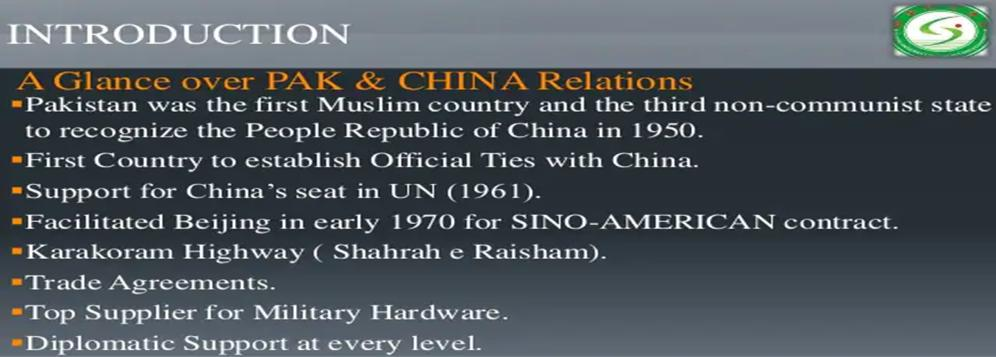 INTRODUCTION
A Glance over PAK & CHINA Relations
▪Pakistan was the first Muslim country and the third non-communist state
to recognize the People Republic of China in 1950.
▪First Country to establish Official Ties with China.
▪Support for China's seat in UN (1961).
▪Facilitated Beijing in early 1970 for SINO-AMERICAN contract.
▪Karakoram Highway ( Shahrah e Raisham).
▪Trade Agreements.
▪Top Supplier for Military Hardware.
▪Diplomatic Support at every level.